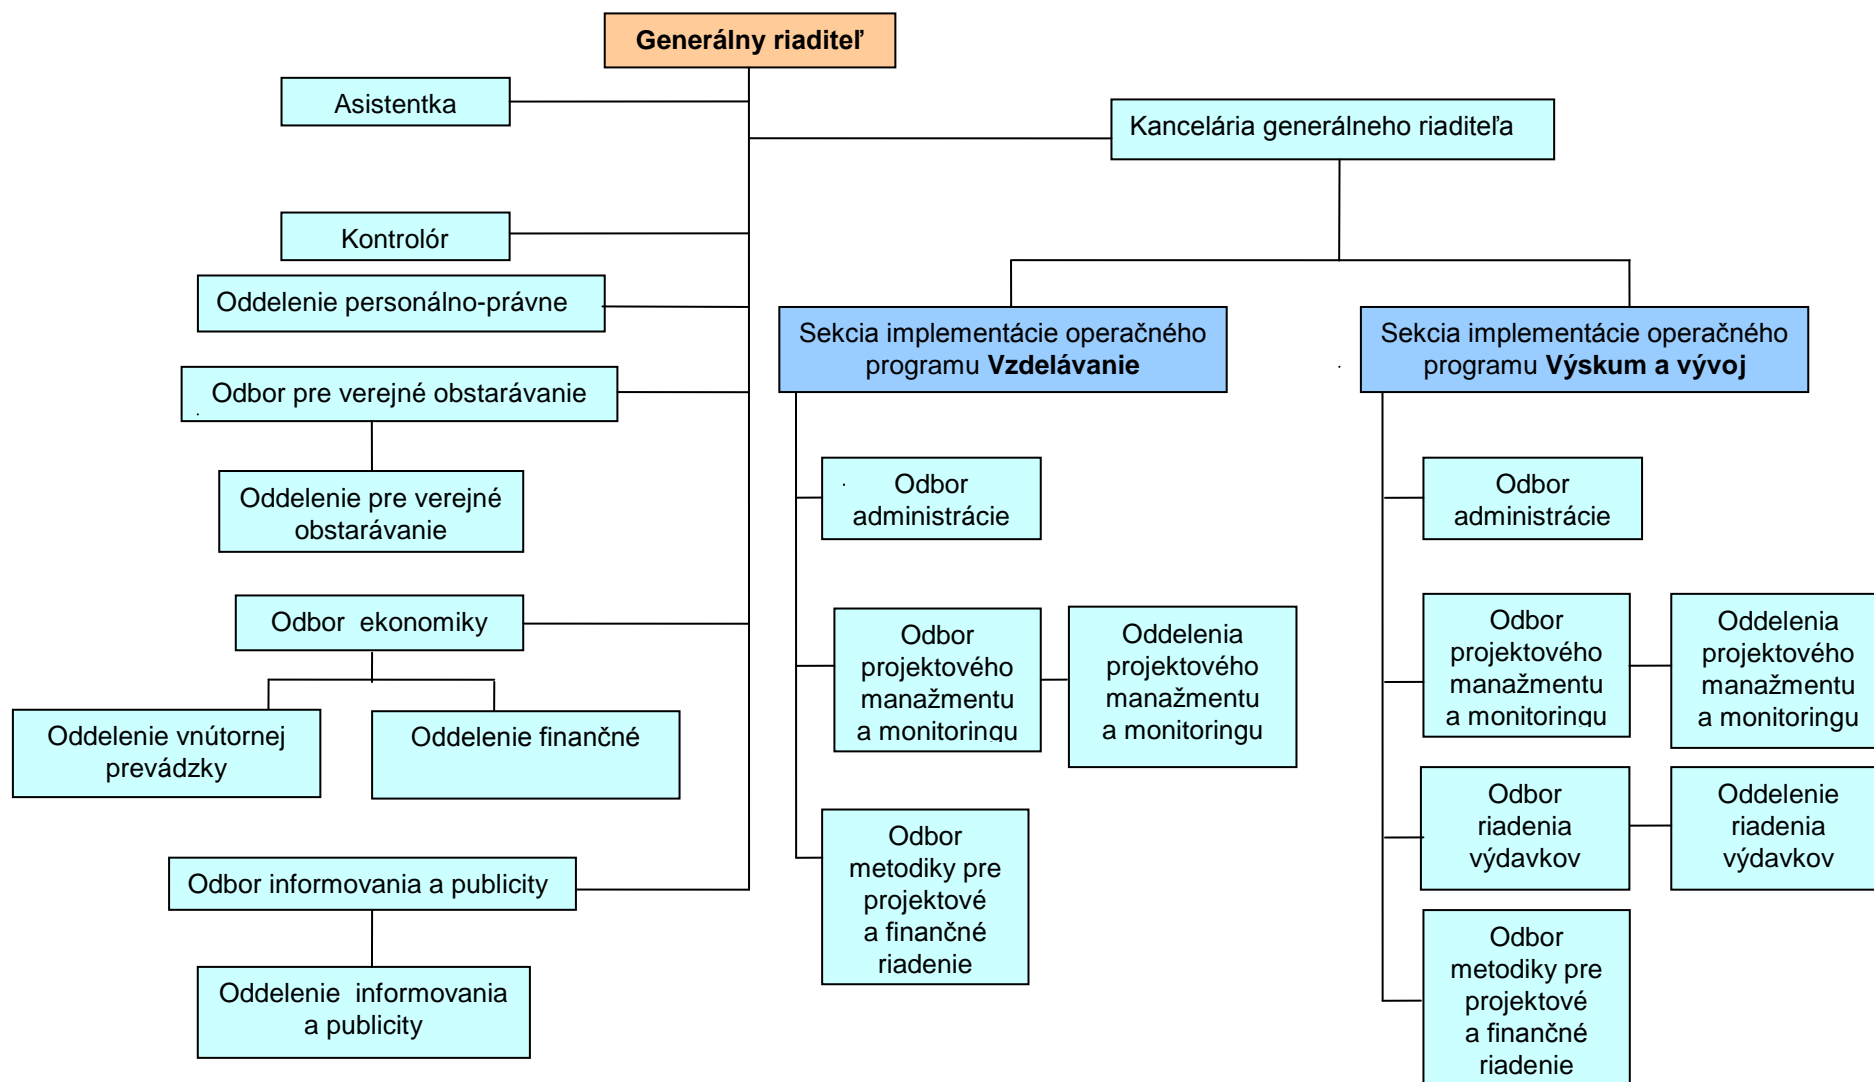 Generálny riaditeľ
Asistentka
Kancelária generálneho riaditeľa
Kontrolór
Oddelenie personálno-právne
Odbor pre verejné obstarávanie
Oddelenie pre verejné
obstarávanie
Odbor ekonomiky
Oddelenie vnútornej
prevádzky
Oddelenie finančné
Odbor informovania a publicity
Oddelenie informovania
a publicity
Sekcia implementácie operačného
programu Vzdelávanie
Odbor
administrácie
Odbor
projektového
manažmentu
a monitoringu
Oddelenia
projektového
manažmentu
a monitoringu
Odbor
metodiky pre
projektové
a finančné
riadenie
Sekcia implementácie operačného
programu Výskum a vývoj
Odbor
administrácie
Odbor
projektového
manažmentu
a monitoringu
Oddelenia
projektového
manažmentu
a monitoringu
Odbor
riadenia
výdavkov
Oddelenie
riadenia
výdavkov
Odbor
metodiky pre
projektové
a finančné
riadenie